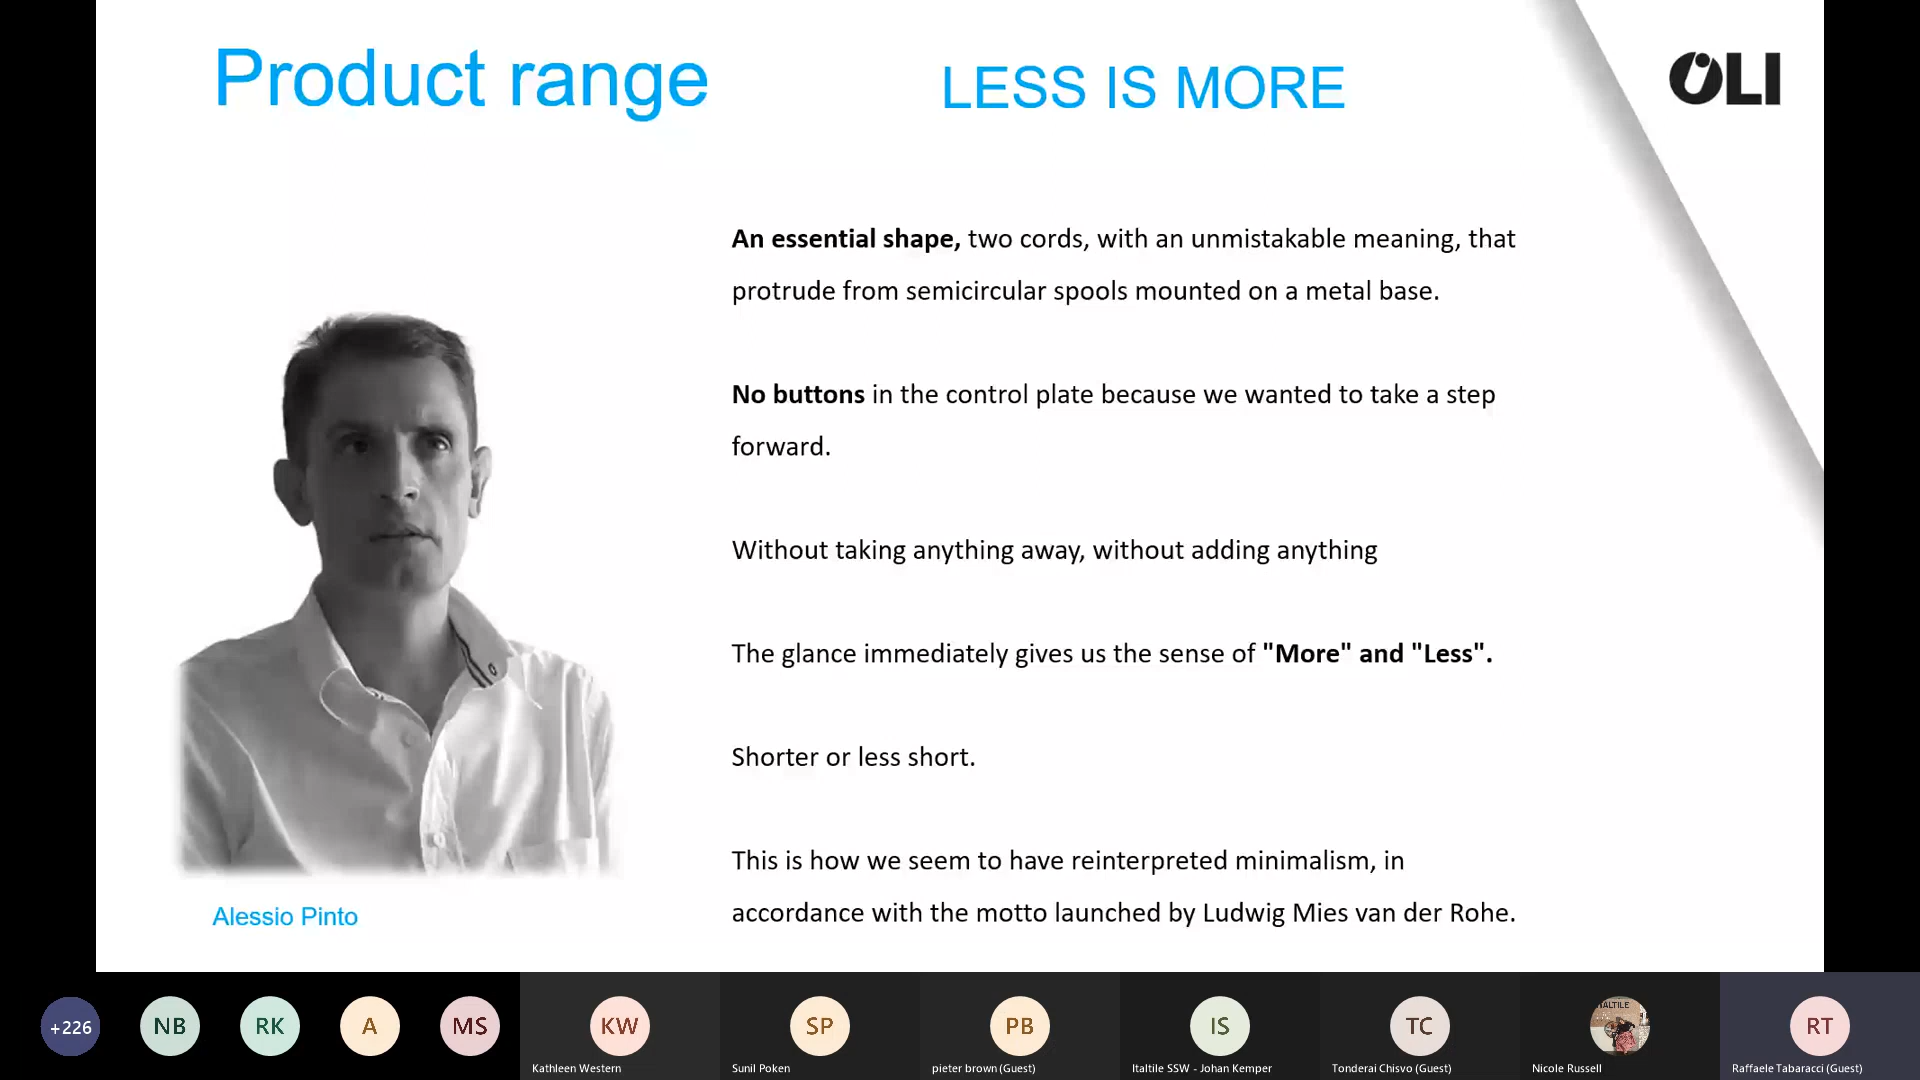 Product range
LESS IS MORE
OLI
An essential shape, two cords, with an unmistakable meaning, that
protrude from semicircular spools mounted on a metal base.
No buttons in the control plate because we wanted to take a step
forward.
Without taking anything away, without adding anything
The glance immediately gives us the sense of "More" and "Less".
Shorter or less short.
This is how we seem to have reinterpreted minimalism, in
accordance with the motto launched by Ludwig Mies van der Rohe.
Alessio Pinto
+226
NB
RK
A
MS
KW
Kathleen Western
SP
Sunil Poken
PB
pieter brown (Guest)
IS
Italtile SSW - Johan Kemper
TC
Tonderai Chisvo (Guest)
ALTILE
Nicole Russell
RT
Raffaele Tabaracci (Guest)